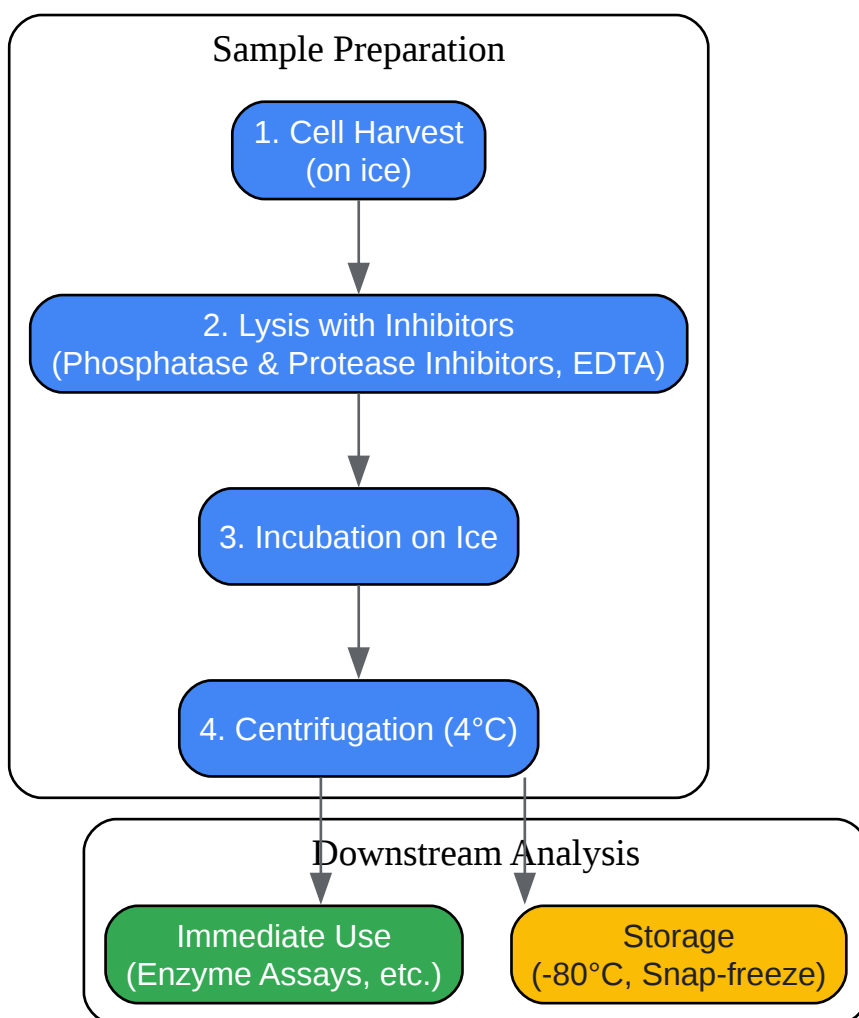 Sample Preparation
1. Cell Harvest
(on ice)
2. Lysis with Inhibitors
(Phosphatase & Protease Inhibitors, EDTA)
3. Incubation on Ice
4. Centrifugation (4°C)
Downstream Analysis
Immediate Use
(Enzyme Assays, etc.)
Storage
(-80°C, Snap-freeze)